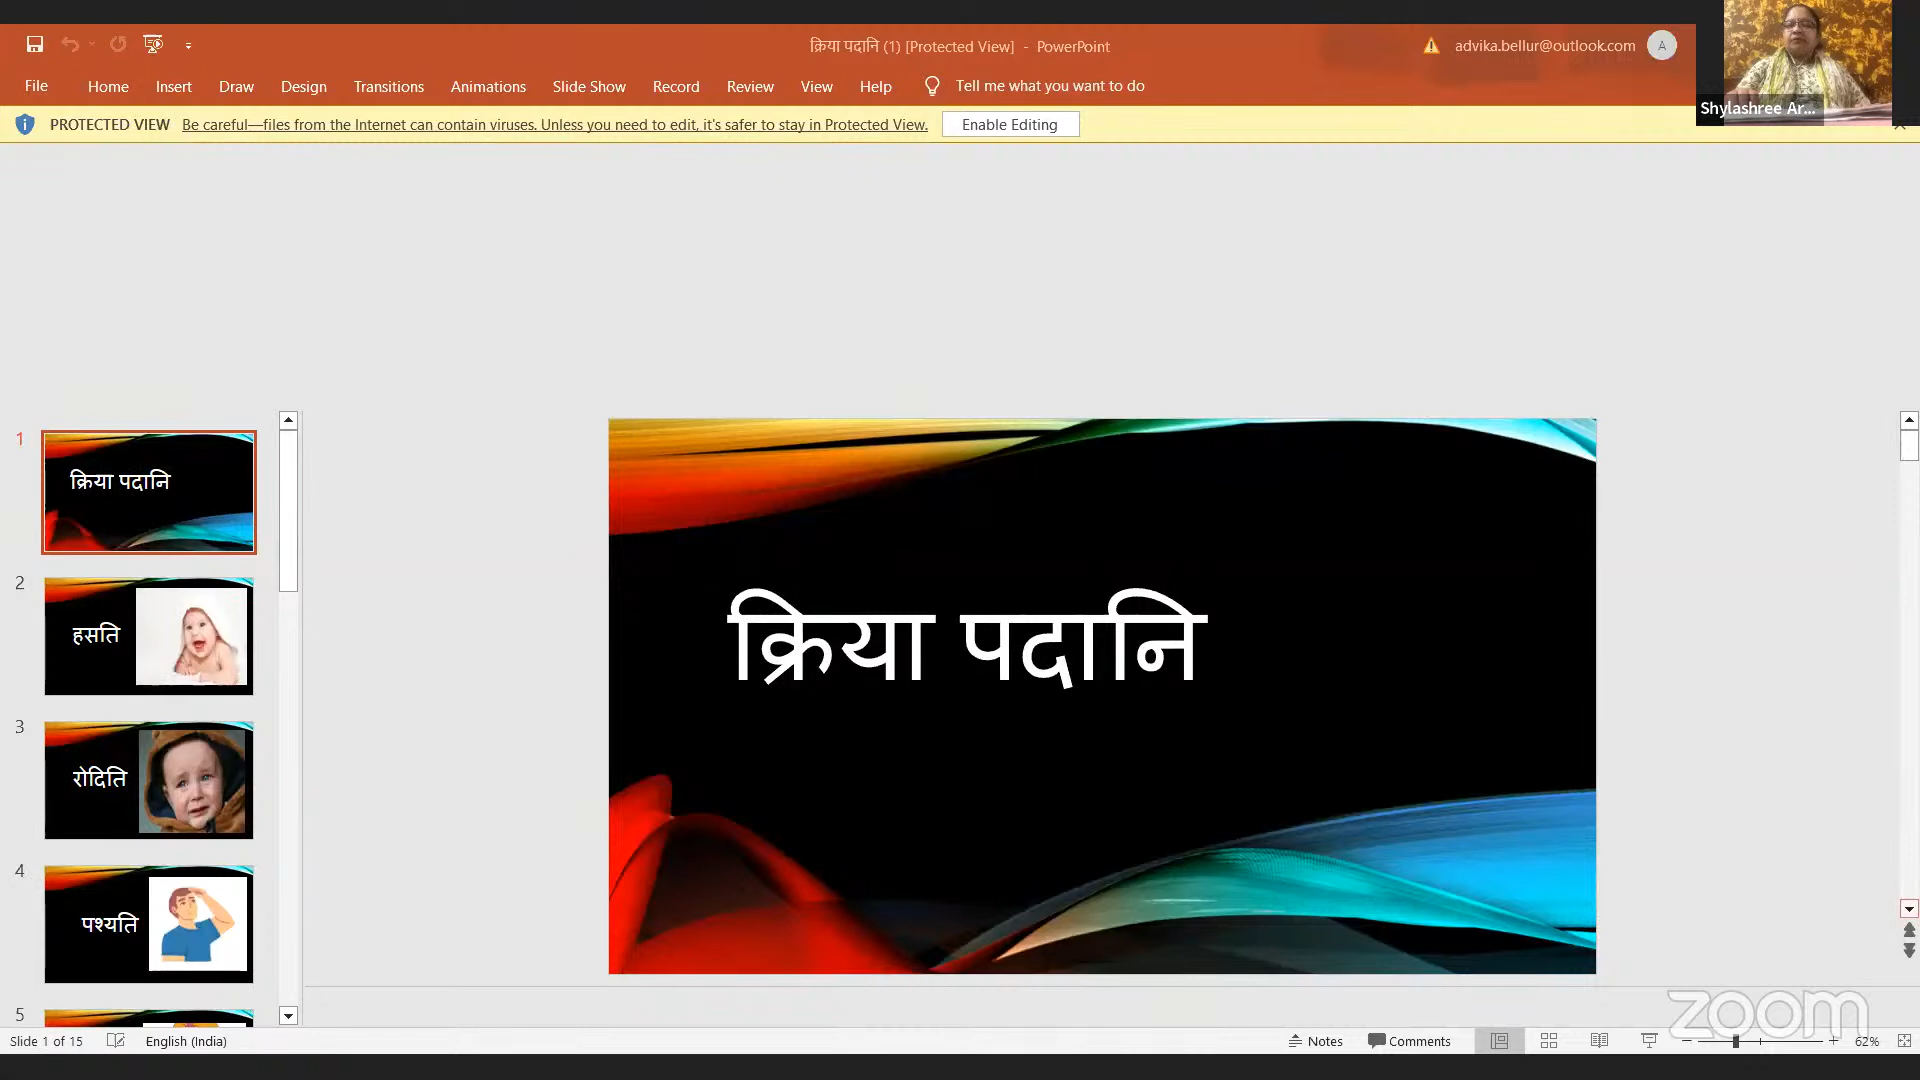 क्रिया पदानि (1) [Protected View] - PowerPoint
advika.bellur@outlook.com
A
File Home Insert Draw Design Transitions Animations Slide Show Record Review View Help Tell me what you want to do
Shylashree Ar...
PROTECTED VIEW Be careful—files from the Internet can contain viruses. Unless you need to edit, it's safer to stay in Protected View. Enable Editing
1
क्रिया पदानि
2
हसति
3
रोदिति
4
पश्यति
5
क्रिया पदानि
zoom
Slide 1 of 15 English (India) Notes Comments 62%